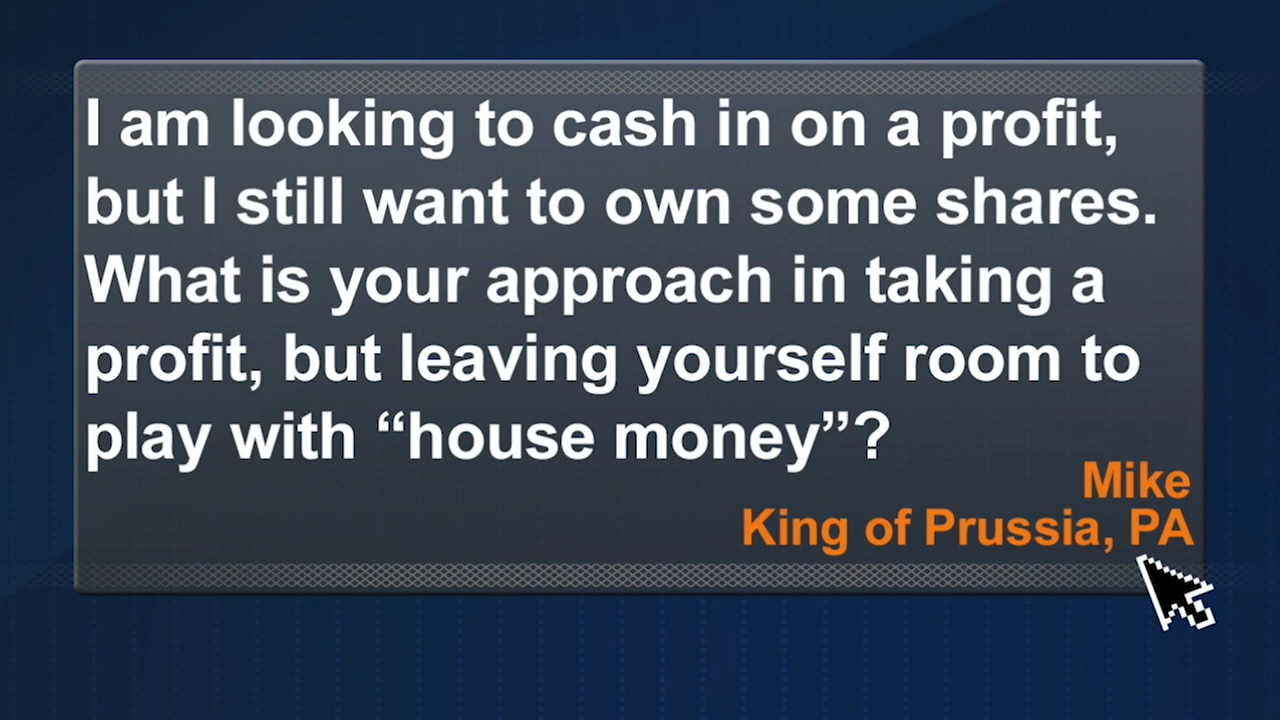 I am looking to cash in on a profit,
but I still want to own some shares.
What is your approach in taking a
profit, but leaving yourself room to
play with “house money”?
Mike
King of Prussia, PA